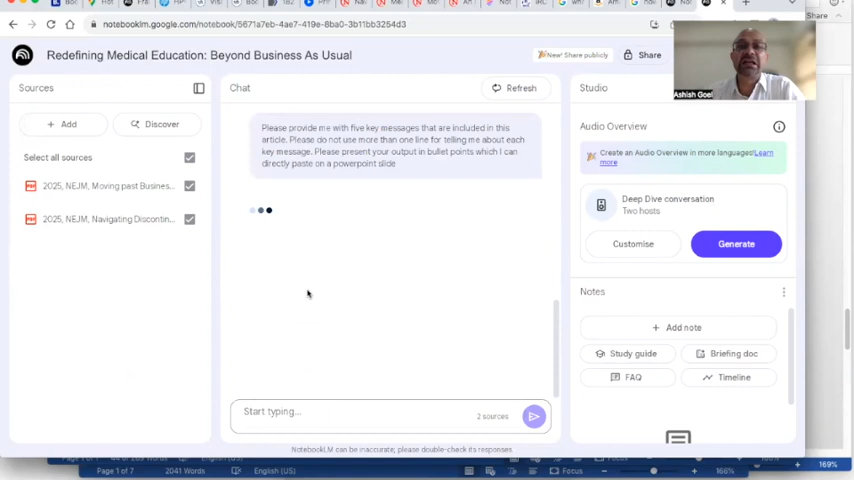 notebooklm.google.com/notebook/5671a7eb-4ae7-419e-8ba0-3b11bb3254d3
Share
Redefining Medical Education: Beyond Business As Usual
New! Share publicly
Share
Ashish Goel
Sources
Chat
Refresh
Studio
Add
Discover
Audio Overview
Create an Audio Overview in more languages! Learn
more
Select all sources
2025, NEJM, Moving past Busines...
2025, NEJM, Navigating Discontin...
Please provide me with five key messages that are included in this
article. Please do not use more than one line for telling me about each
key message. Please present your output in bullet points which I can
directly paste on a powerpoint slide
Deep Dive conversation
Two hosts
Customise
Generate
Notes
Add note
Study guide
Briefing doc
FAQ
Timeline
Start typing...
2 sources
NotebookLM can be inaccurate; please double-check its responses.
169%
Page 1 of 7
2041 Words
English (US)
Focus
166%